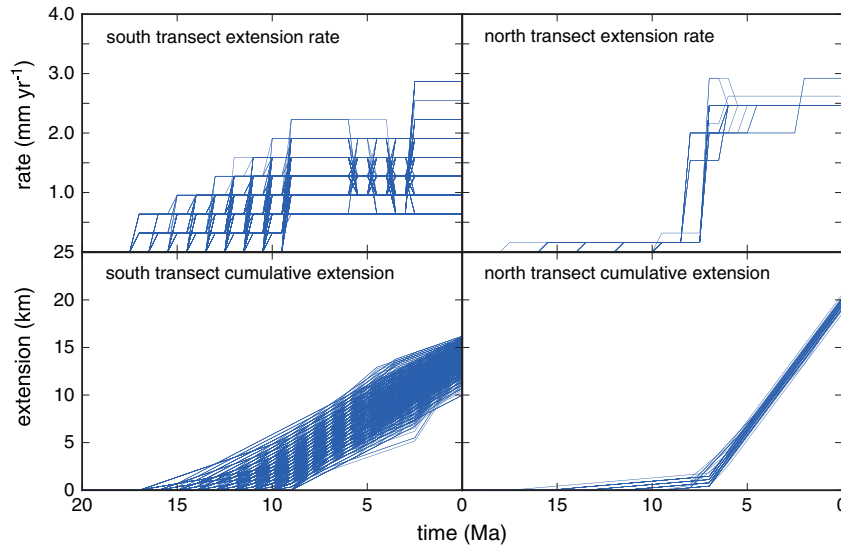 4.0
south transect extension rate
north transect extension rate
3.0
rate (mm yr-1)
2.0
1.0
25
south transect cumulative extension
north transect cumulative extension
20
extension (km)
15
10
5
0
20 15 10 5 0 15 10 5 0
time (Ma)